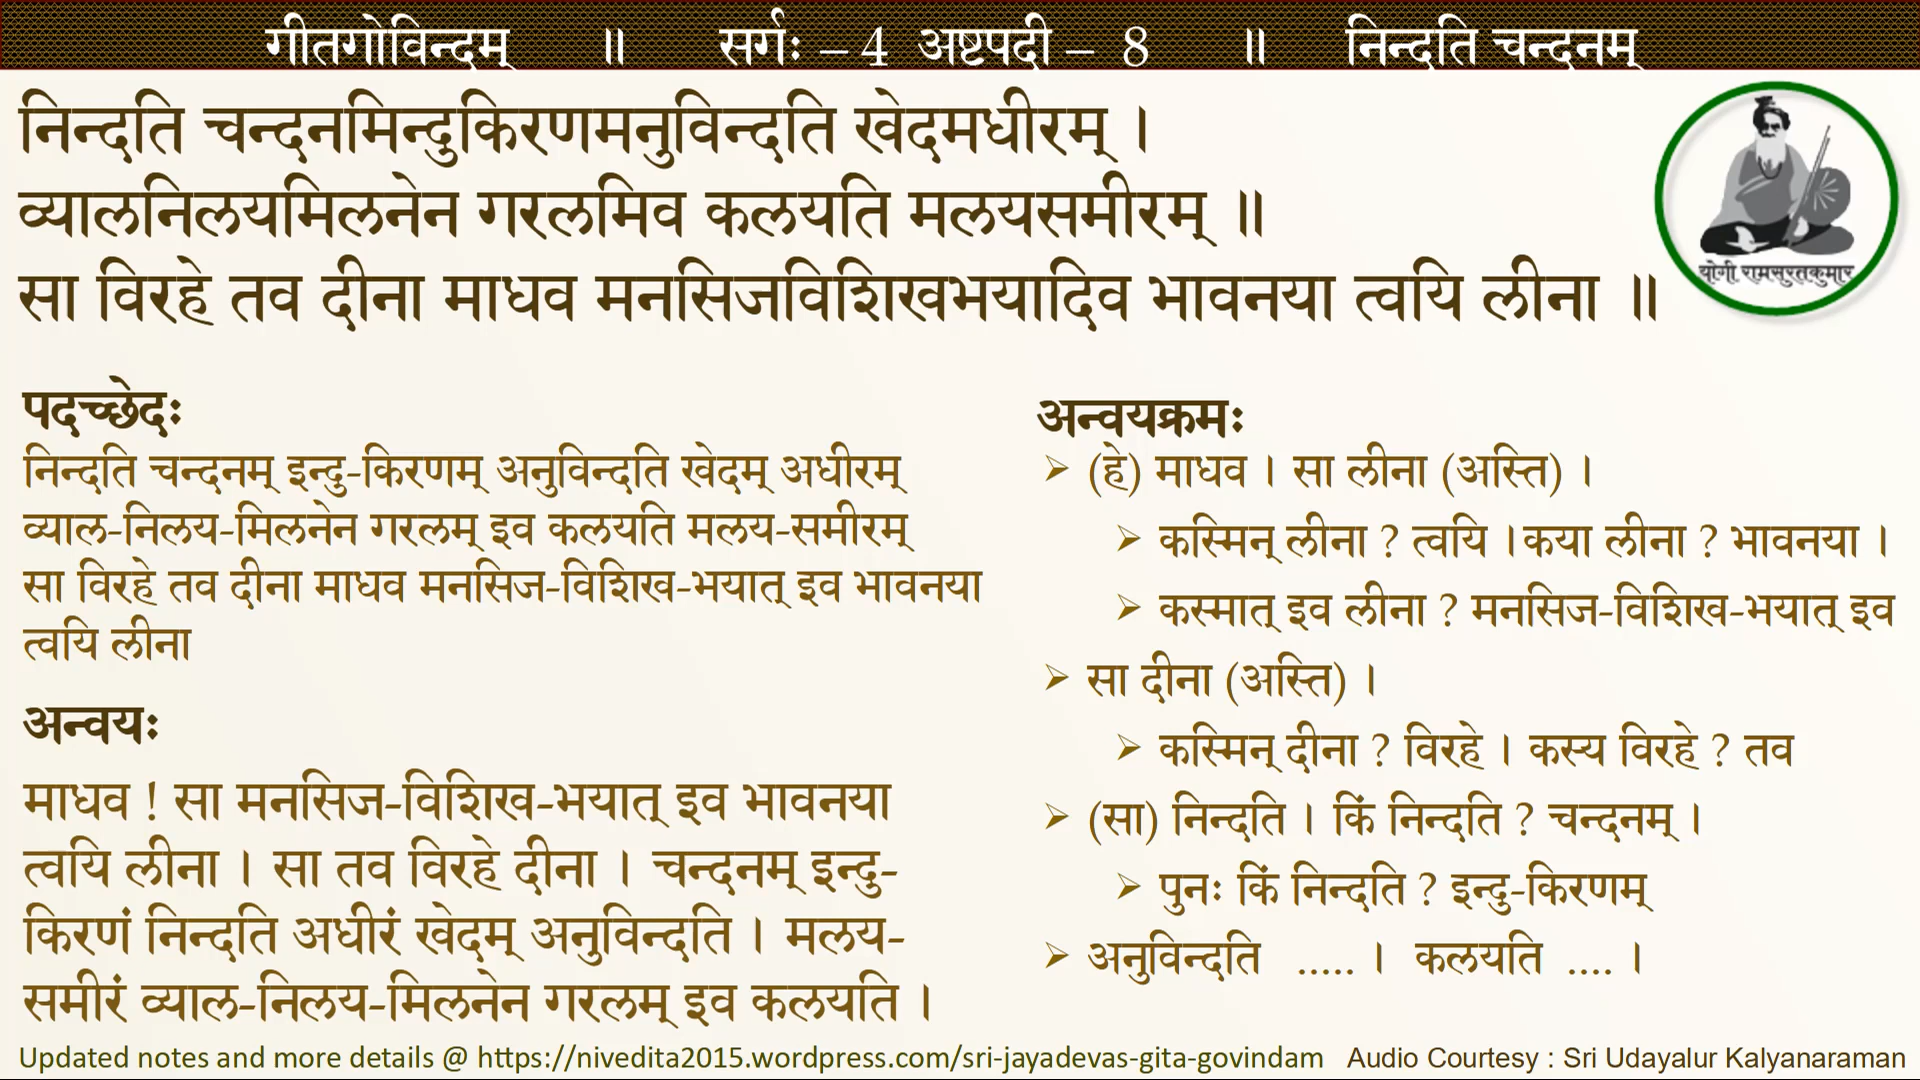 गीतगोविन्दम् ॥ सर्गः – 4 अष्टपदी – 8 ॥ निन्दति चन्दनम्
निन्दति चन्दनमिन्दुकिरणमनुविन्दति खेदमधीरम् ।
व्यालनिलयमिलनेन गरलमिव कलयति मलयसमीरम् ॥
सा विरहे तव दीना माधव मनसिजविशिखभयादिव भावनया त्वयि लीना ॥
योगी रामसुरतकुमार
पदच्छेदः
निन्दति चन्दनम् इन्दु-किरणम् अनुविन्दति खेदम् अधीरम्
व्याल-निलय-मिलनेन गरलम् इव कलयति मलय-समीरम्
सा विरहे तव दीना माधव मनसिज-विशिख-भयात् इव भावनया
त्वयि लीना
अन्वयः
माधव ! सा मनसिज-विशिख-भयात् इव भावनया
त्वयि लीना । सा तव विरहे दीना । चन्दनम् इन्दु-
किरणं निन्दति अधीरं खेदम् अनुविन्दति । मलय-
समीरं व्याल-निलय-मिलनेन गरलम् इव कलयति ।
अन्वयक्रमः
➢ (हे) माधव । सा लीना (अस्ति) ।
➢ कस्मिन् लीना ? त्वयि । कया लीना ? भावनया ।
➢ कस्मात् इव लीना ? मनसिज-विशिख-भयात् इव
➢ सा दीना (अस्ति) ।
➢ कस्मिन् दीना ? विरहे । कस्य विरहे ? तव
➢ (सा) निन्दति । किं निन्दति ? चन्दनम् ।
➢ पुनः किं निन्दति ? इन्दु-किरणम्
➢ अनुविन्दति ..... । कलयति .... ।
Updated notes and more details @ https://nivedita2015.wordpress.com/sri-jayadevas-gita-govindam Audio Courtesy : Sri Udayalur Kalyanaraman